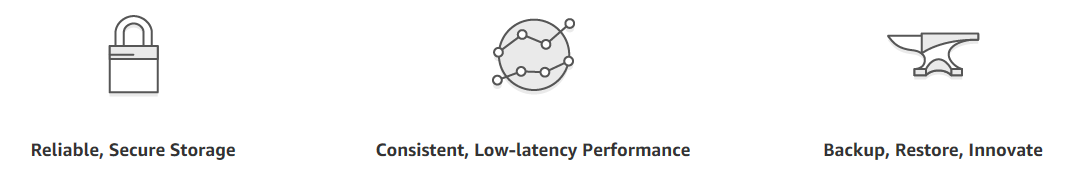 Reliable, Secure Storage
Consistent, Low-latency Performance
Backup, Restore, Innovate